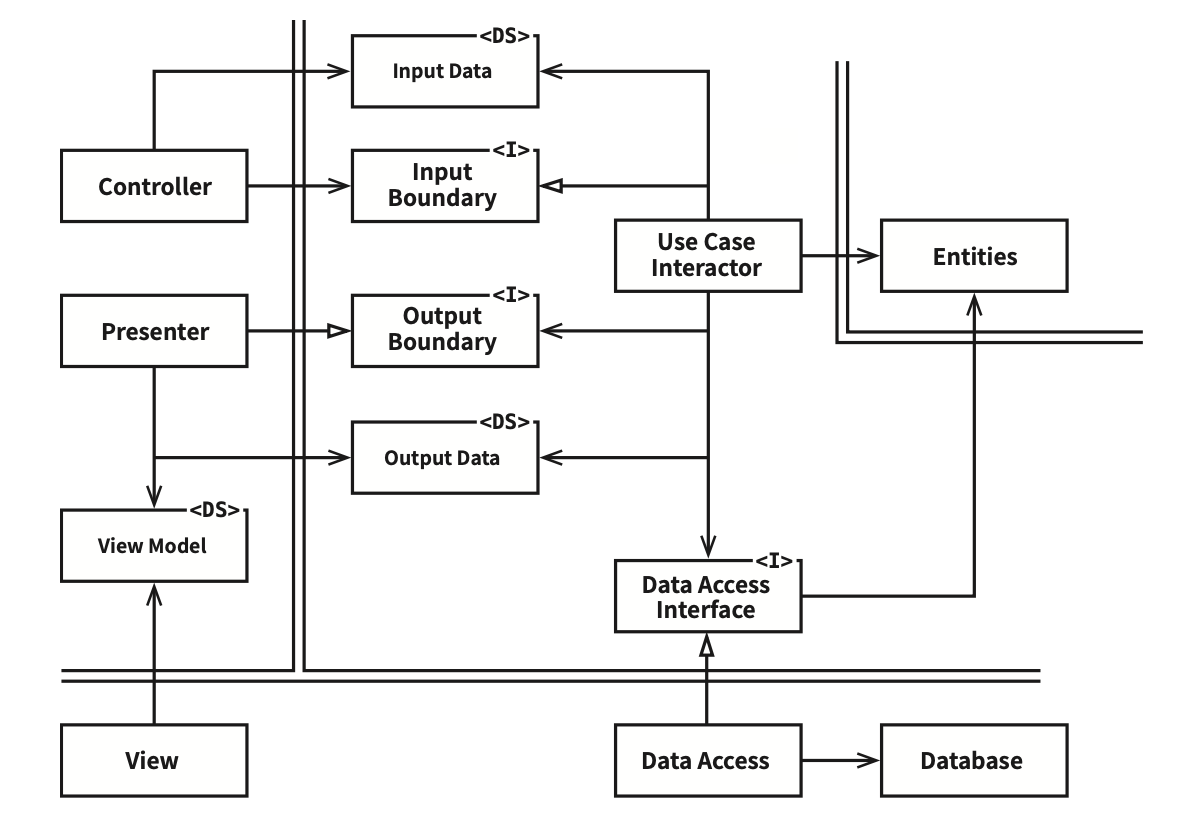 <DS>
Input Data
<I>
Input
Boundary
Controller
Use Case
Interactor
Entities
<I>
Output
Boundary
Presenter
<DS>
Output Data
<DS>
View Model
<I>
Data Access
Interface
View
Data Access
Database